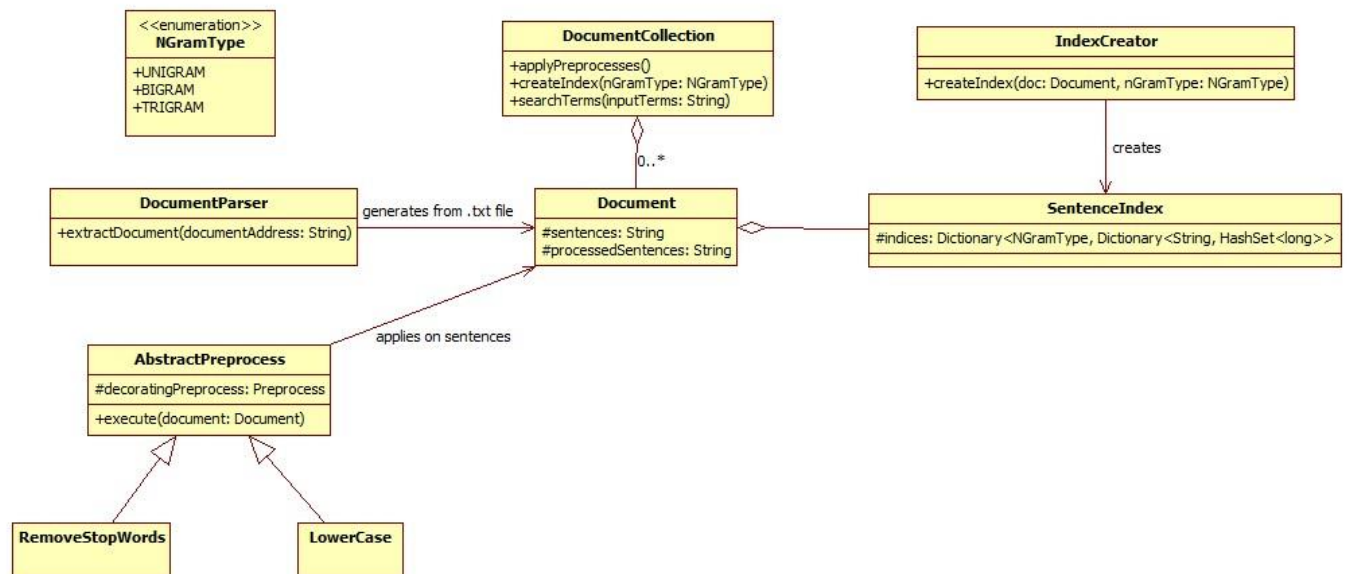 <<enumeration>>
NGramType
+UNIGRAM
+BIGRAM
+TRIGRAM
DocumentCollection
+applyPreprocesses()
+createIndex(nGramType: NGramType)
+searchTerms(inputTerms: String)
IndexCreator
+createIndex(doc: Document, nGramType: NGramType)
0..*
creates
DocumentParser
+extractDocument(documentAddress: String)
generates from .txt file
Document
#sentences: String
#processedSentences: String
SentenceIndex
#indices: Dictionary<NGramType, Dictionary<String, HashSet<long>>
applies on sentences
AbstractPreprocess
#decoratingPreprocess: Preprocess
+execute(document: Document)
RemoveStopWords
LowerCase